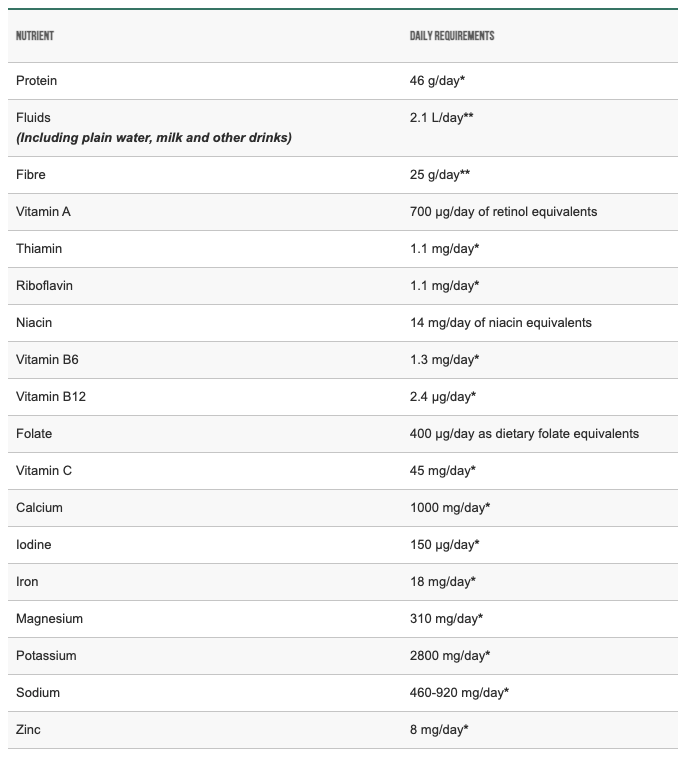 NUTRIENT DAILY REQUIREMENTS
Protein 46 g/day*
Fluids 2.1 L/day**
(Including plain water, milk and other drinks)
Fibre 25 g/day**
Vitamin A 700 µg/day of retinol equivalents
Thiamin 1.1 mg/day*
Riboflavin 1.1 mg/day*
Niacin 14 mg/day of niacin equivalents
Vitamin B6 1.3 mg/day*
Vitamin B12 2.4 µg/day*
Folate 400 µg/day as dietary folate equivalents
Vitamin C 45 mg/day*
Calcium 1000 mg/day*
Iodine 150 µg/day*
Iron 18 mg/day*
Magnesium 310 mg/day*
Potassium 2800 mg/day*
Sodium 460-920 mg/day*
Zinc 8 mg/day*